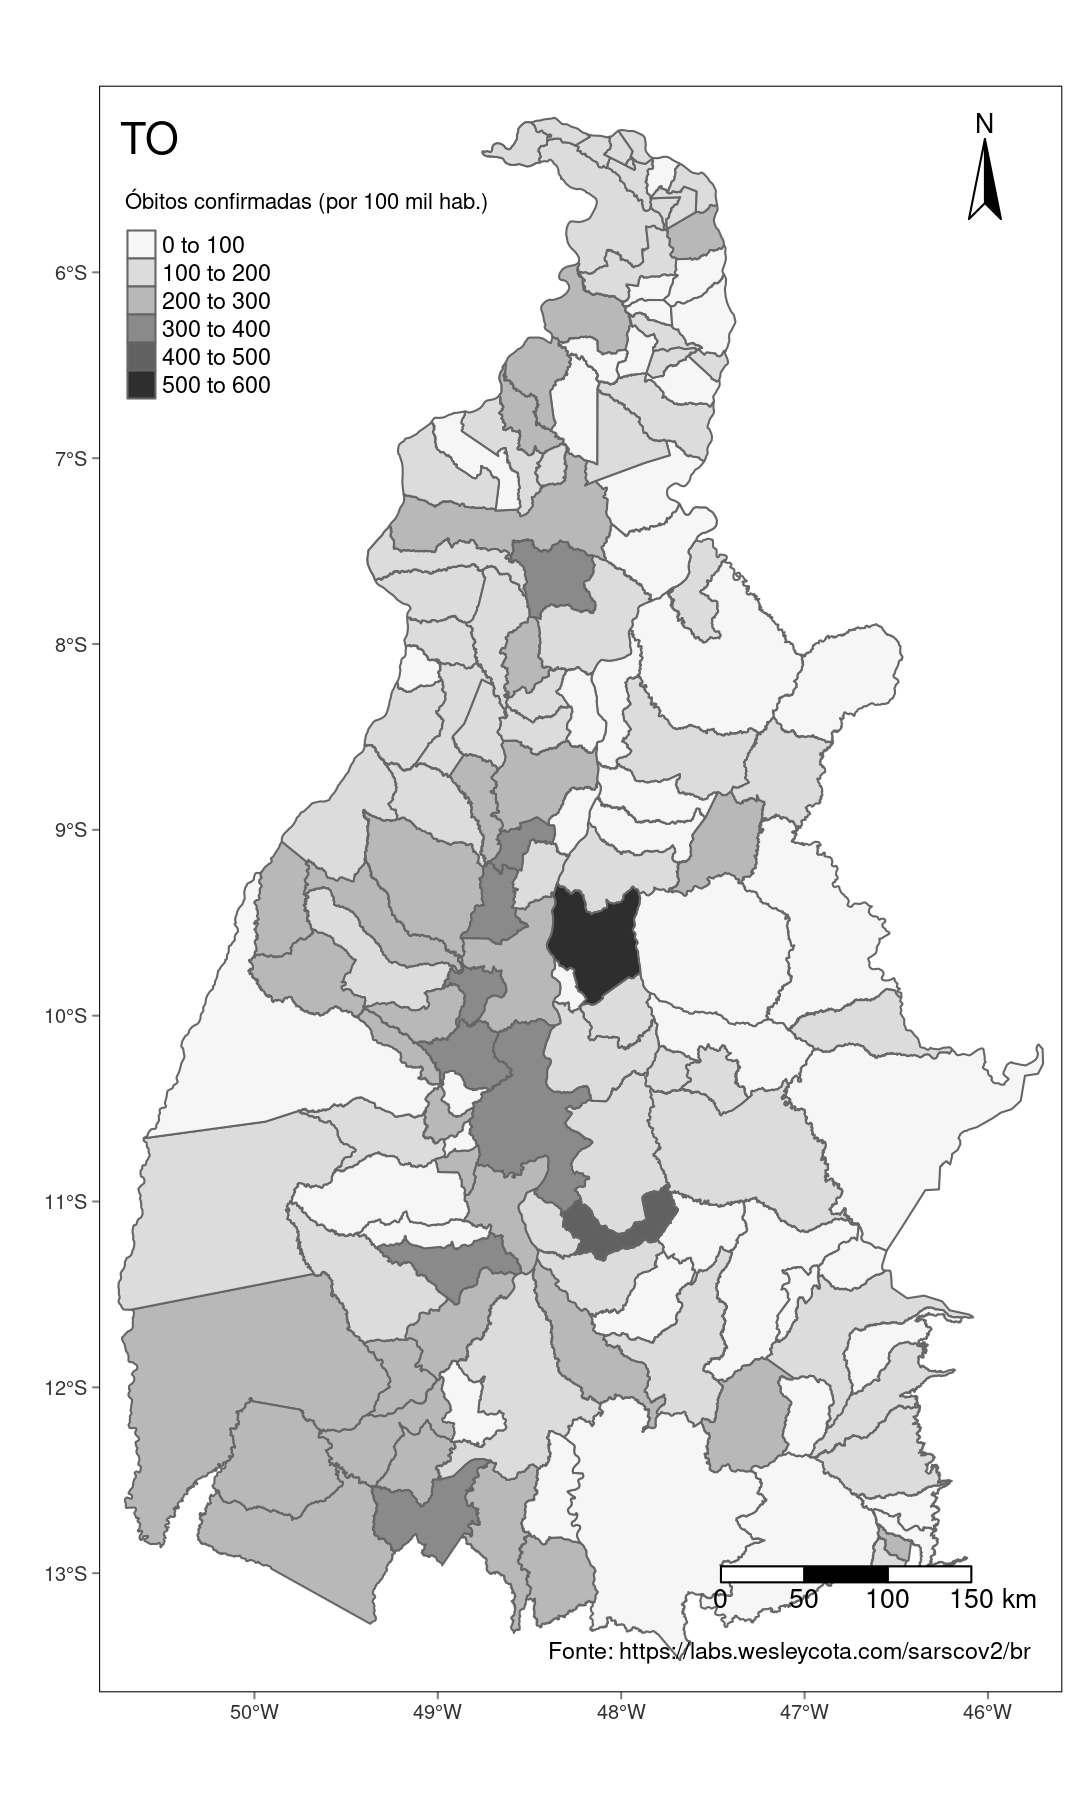 TO
N
Óbitos confirmadas (por 100 mil hab.)
0 to 100
100 to 200
200 to 300
300 to 400
400 to 500
500 to 600
6°S
7°S
8°S
9°S
10°S
11°S
12°S
13°S
0 50 100 150 km
Fonte: https://labs.wesleycota.com/sarscov2/br
50°W 49°W 48°W 47°W 46°W